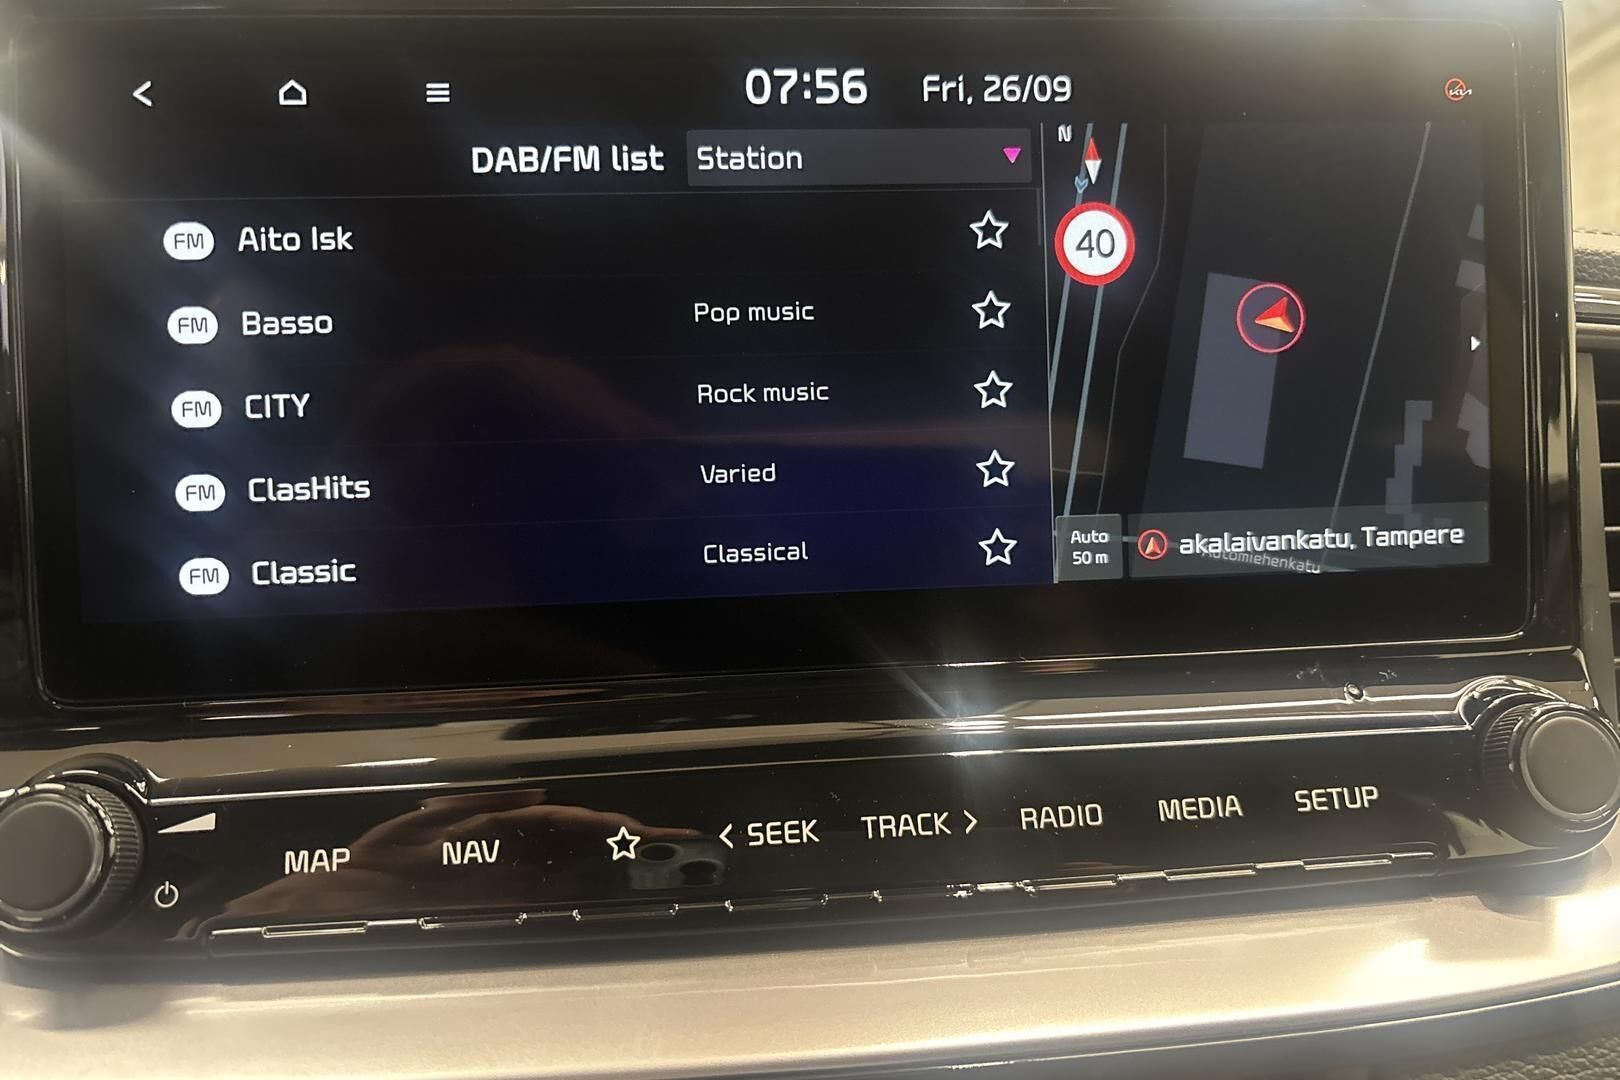 07:56 Fri, 26/09
DAB/FM list Station
FM Aito Isk
FM Basso Pop music
FM CITY Rock music
FM ClasHits Varied
FM Classic Classical
N
40
Auto
50 m
akalaivankatu, Tampere
Automiehenkatu
MAP NAV < SEEK TRACK > RADIO MEDIA SETUP